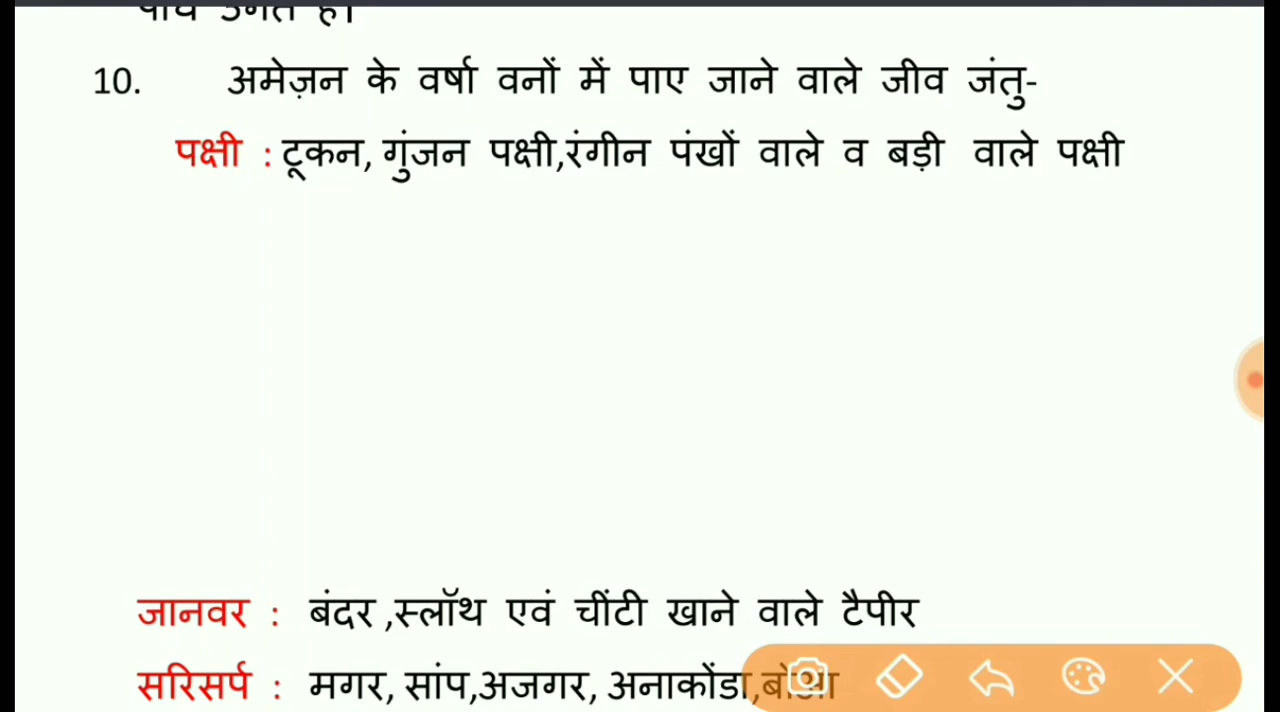 10. अमेज़न के वर्षा वनों में पाए जाने वाले जीव जंतु-
पक्षी : टूकन, गुंजन पक्षी,रंगीन पंखों वाले व बड़ी वाले पक्षी
जानवर : बंदर ,स्लॉथ एवं चींटी खाने वाले टैपीर
सरिसर्प : मगर, सांप,अजगर, अनाकोंडा,बोआ